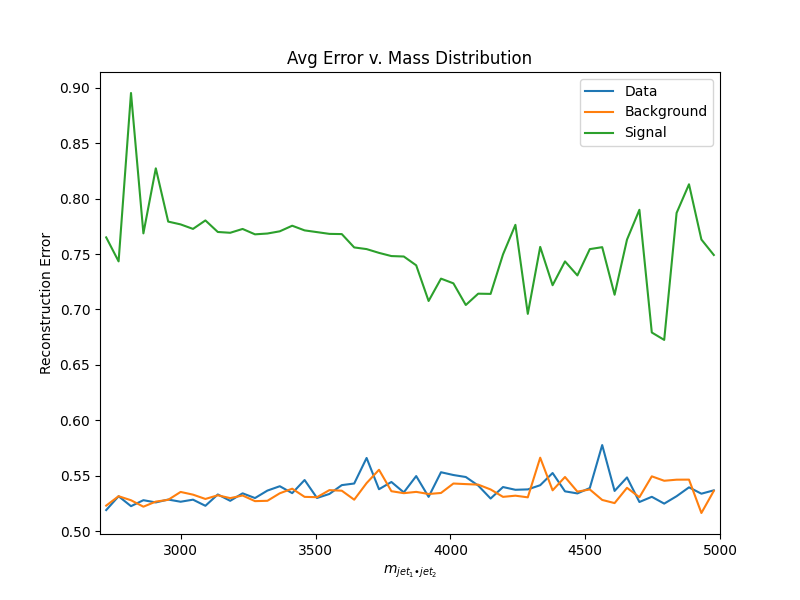 Avg Error v. Mass Distribution
Data
Background
Signal
0.90
0.85
0.80
0.75
0.70
0.65
0.60
0.55
0.50
Reconstruction Error
3000 3500 4000 4500 5000
m_{jet_1•jet_2}